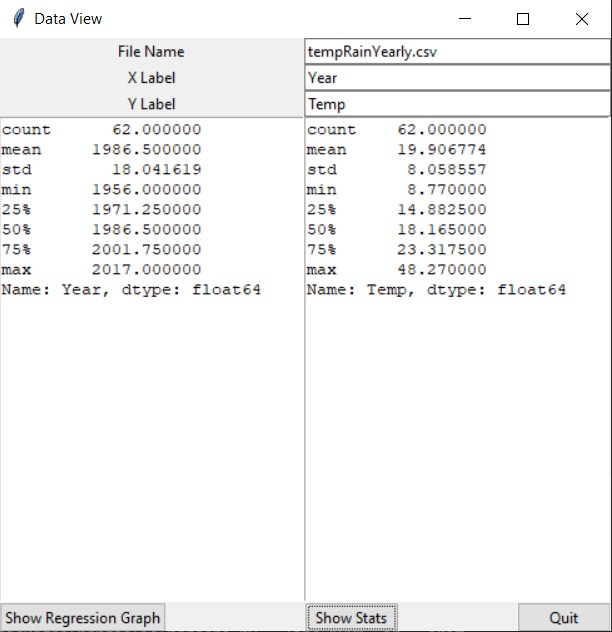 Data View
File Name tempRainYearly.csv
X Label Year
Y Label Temp
count 62.000000
mean 1986.500000
std 18.041619
min 1956.000000
25% 1971.250000
50% 1986.500000
75% 2001.750000
max 2017.000000
Name: Year, dtype: float64
count 62.000000
mean 19.906774
std 8.058557
min 8.770000
25% 14.882500
50% 18.165000
75% 23.317500
max 48.270000
Name: Temp, dtype: float64
Show Regression Graph Show Stats Quit